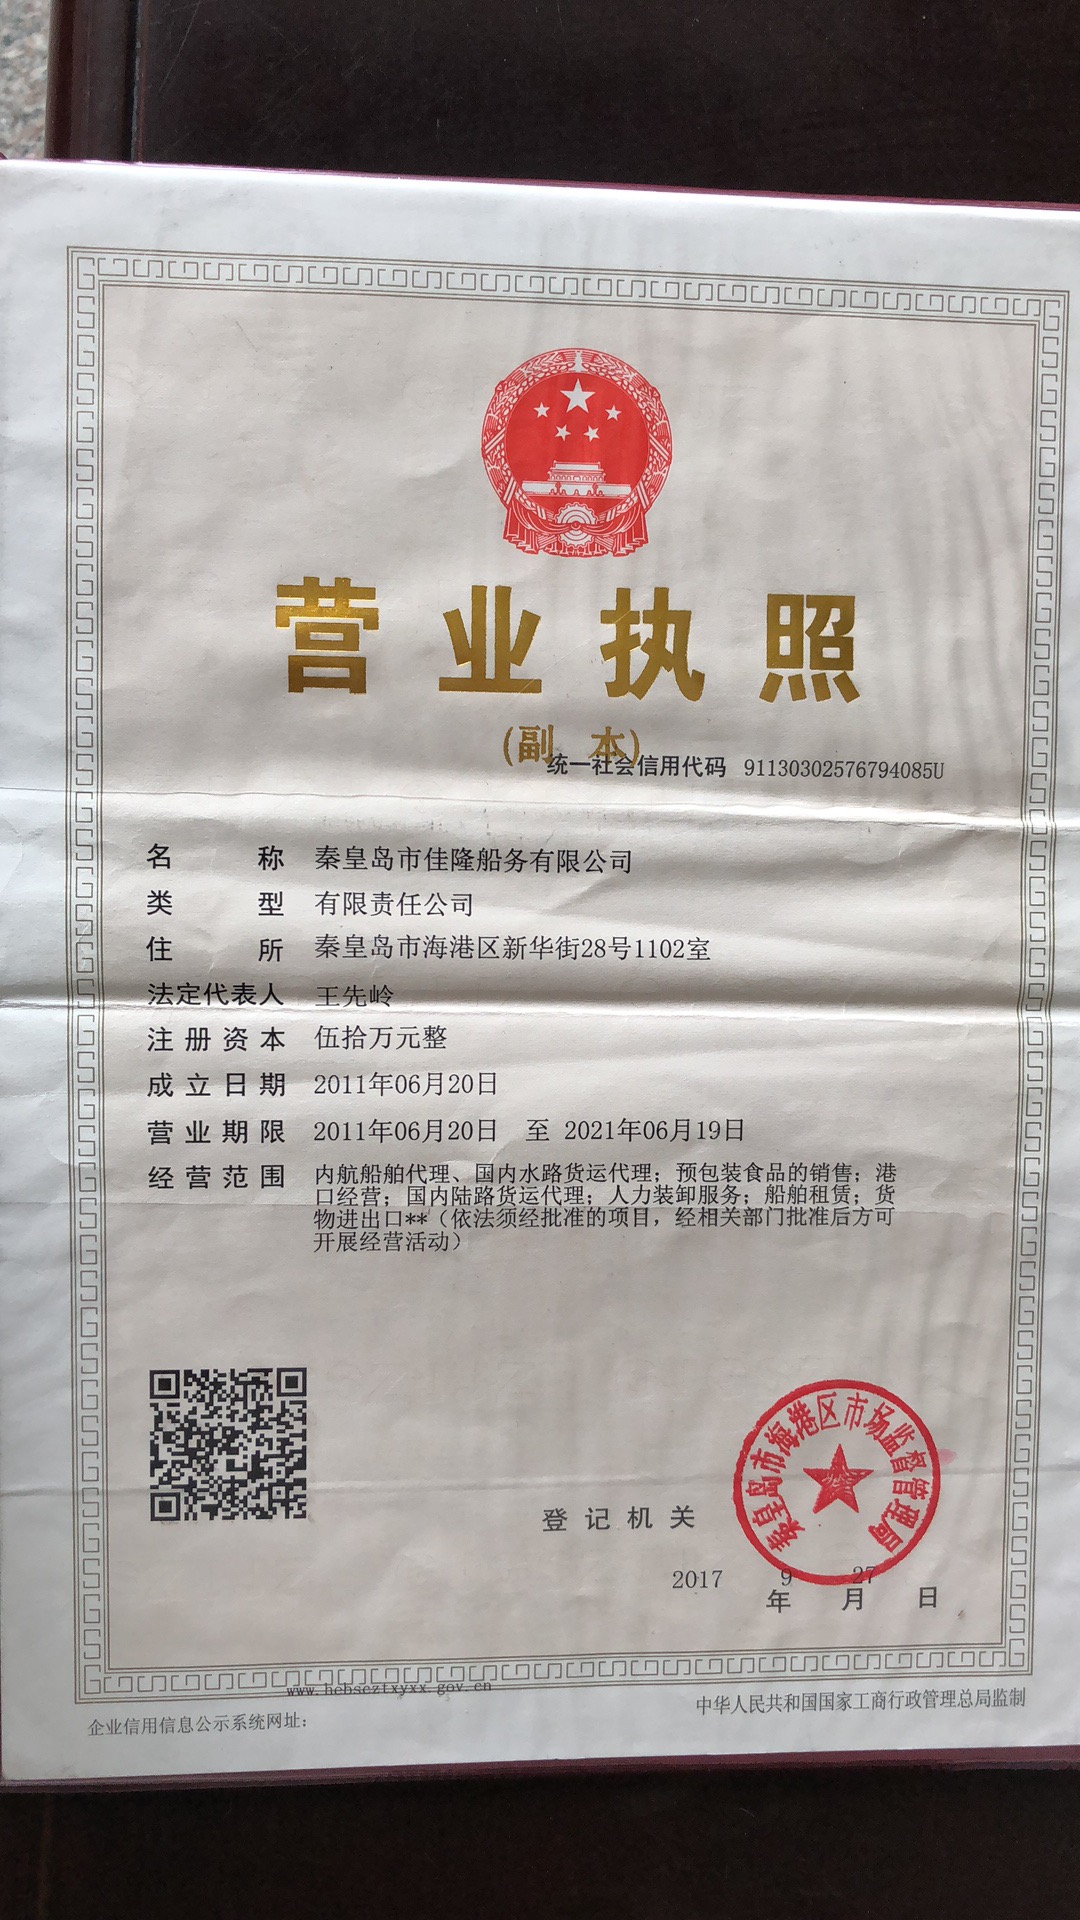 营业执照
(副 本)
统一社会信用代码 91130302576794085U
名 称 秦皇岛市佳隆船务有限公司
类 型 有限责任公司
住 所 秦皇岛市海港区新华街28号1102室
法定代表人 王先岭
注册资本 伍拾万元整
成立日期 2011年06月20日
营业期限 2011年06月20日 至 2021年06月19日
经营范围 内航船舶代理、国内水路货运代理；预包装食品的销售；港
口经营；国内陆路货运代理；人力装卸服务；船舶租赁；货
物进出口**（依法须经批准的项目，经相关部门批准后方可
开展经营活动）
秦皇岛市海港区市场监督管理局
登记机关
2017 9 27
年 月 日
www.hebscztxyxx.gov.cn
企业信用信息公示系统网址：
中华人民共和国国家工商行政管理总局监制